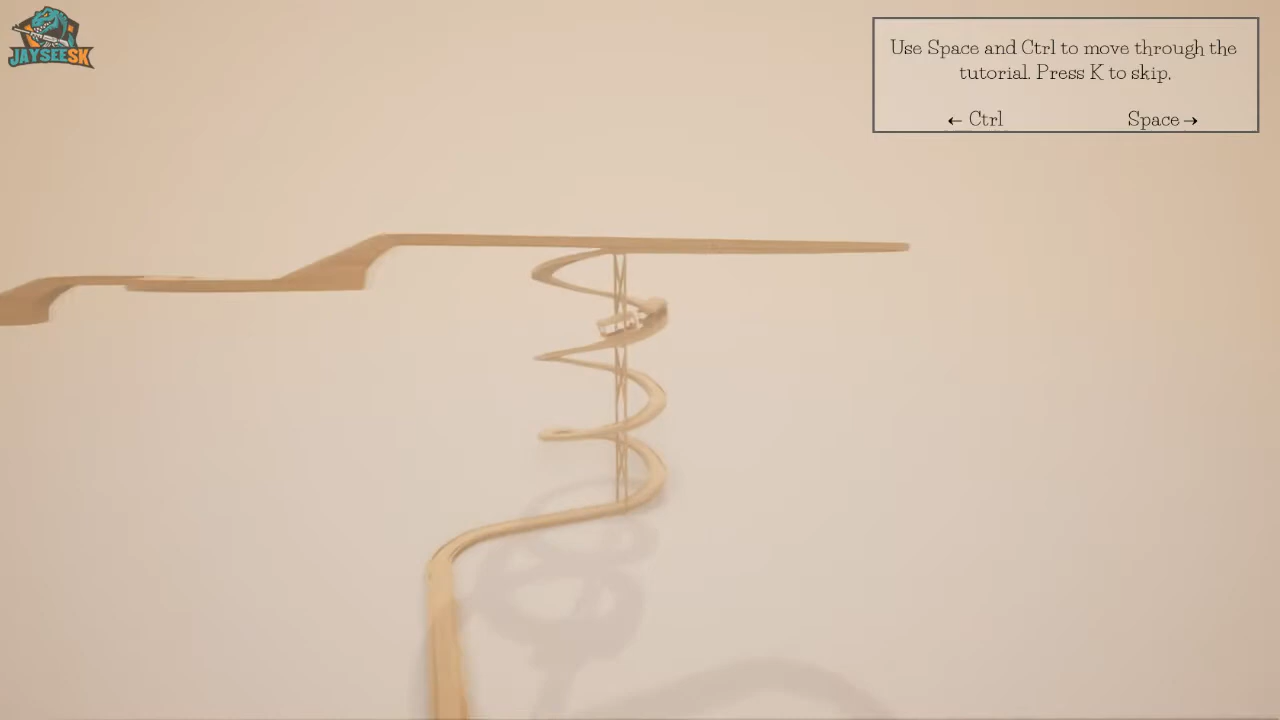 JAYSEESK
Use Space and Ctrl to move through the
tutorial. Press K to skip.
← Ctrl Space →